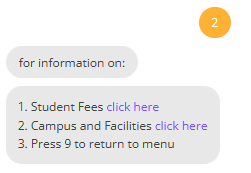 2
for information on:
1. Student Fees click here
2. Campus and Facilities click here
3. Press 9 to return to menu